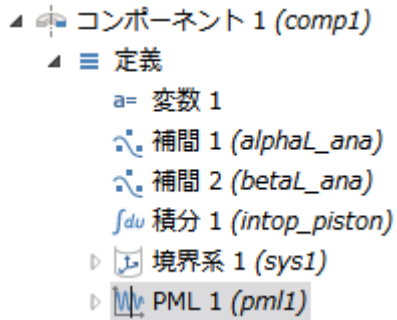 コンポーネント 1 (comp1)
定義
a= 変数 1
補間 1 (alphaL_ana)
補間 2 (betaL_ana)
∫du 積分 1 (intop_piston)
境界系 1 (sys1)
PML 1 (pml1)